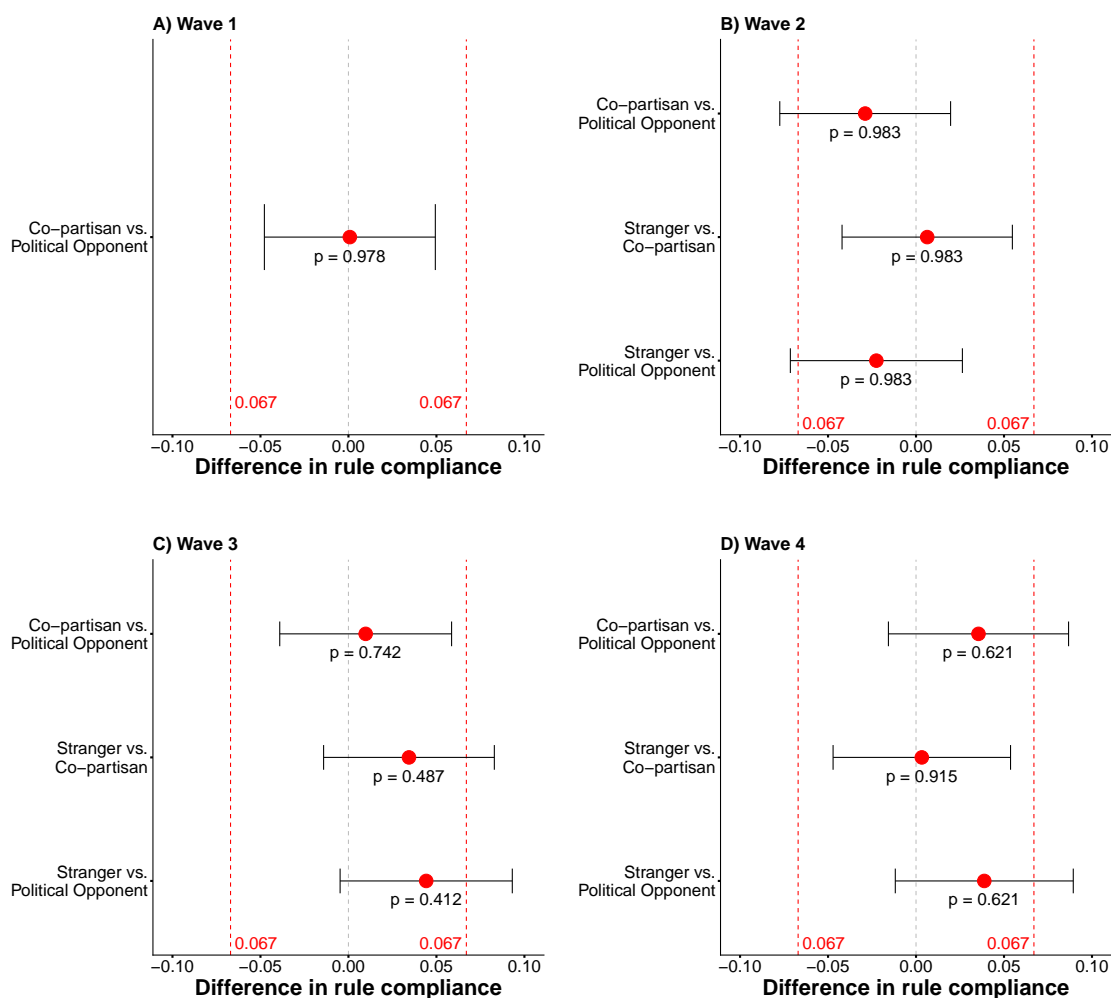 A) Wave 1
Co−partisan vs.
Political Opponent
p = 0.978
0.067
0.067
−0.10
−0.05
0.00
0.05
0.10
Difference in rule compliance
B) Wave 2
Co−partisan vs.
Political Opponent
p = 0.983
Stranger vs.
Co−partisan
p = 0.983
Stranger vs.
Political Opponent
p = 0.983
0.067
0.067
−0.10
−0.05
0.00
0.05
0.10
Difference in rule compliance
C) Wave 3
Co−partisan vs.
Political Opponent
p = 0.742
Stranger vs.
Co−partisan
p = 0.487
Stranger vs.
Political Opponent
p = 0.412
0.067
0.067
−0.10
−0.05
0.00
0.05
0.10
Difference in rule compliance
D) Wave 4
Co−partisan vs.
Political Opponent
p = 0.621
Stranger vs.
Co−partisan
p = 0.915
Stranger vs.
Political Opponent
p = 0.621
0.067
0.067
−0.10
−0.05
0.00
0.05
0.10
Difference in rule compliance